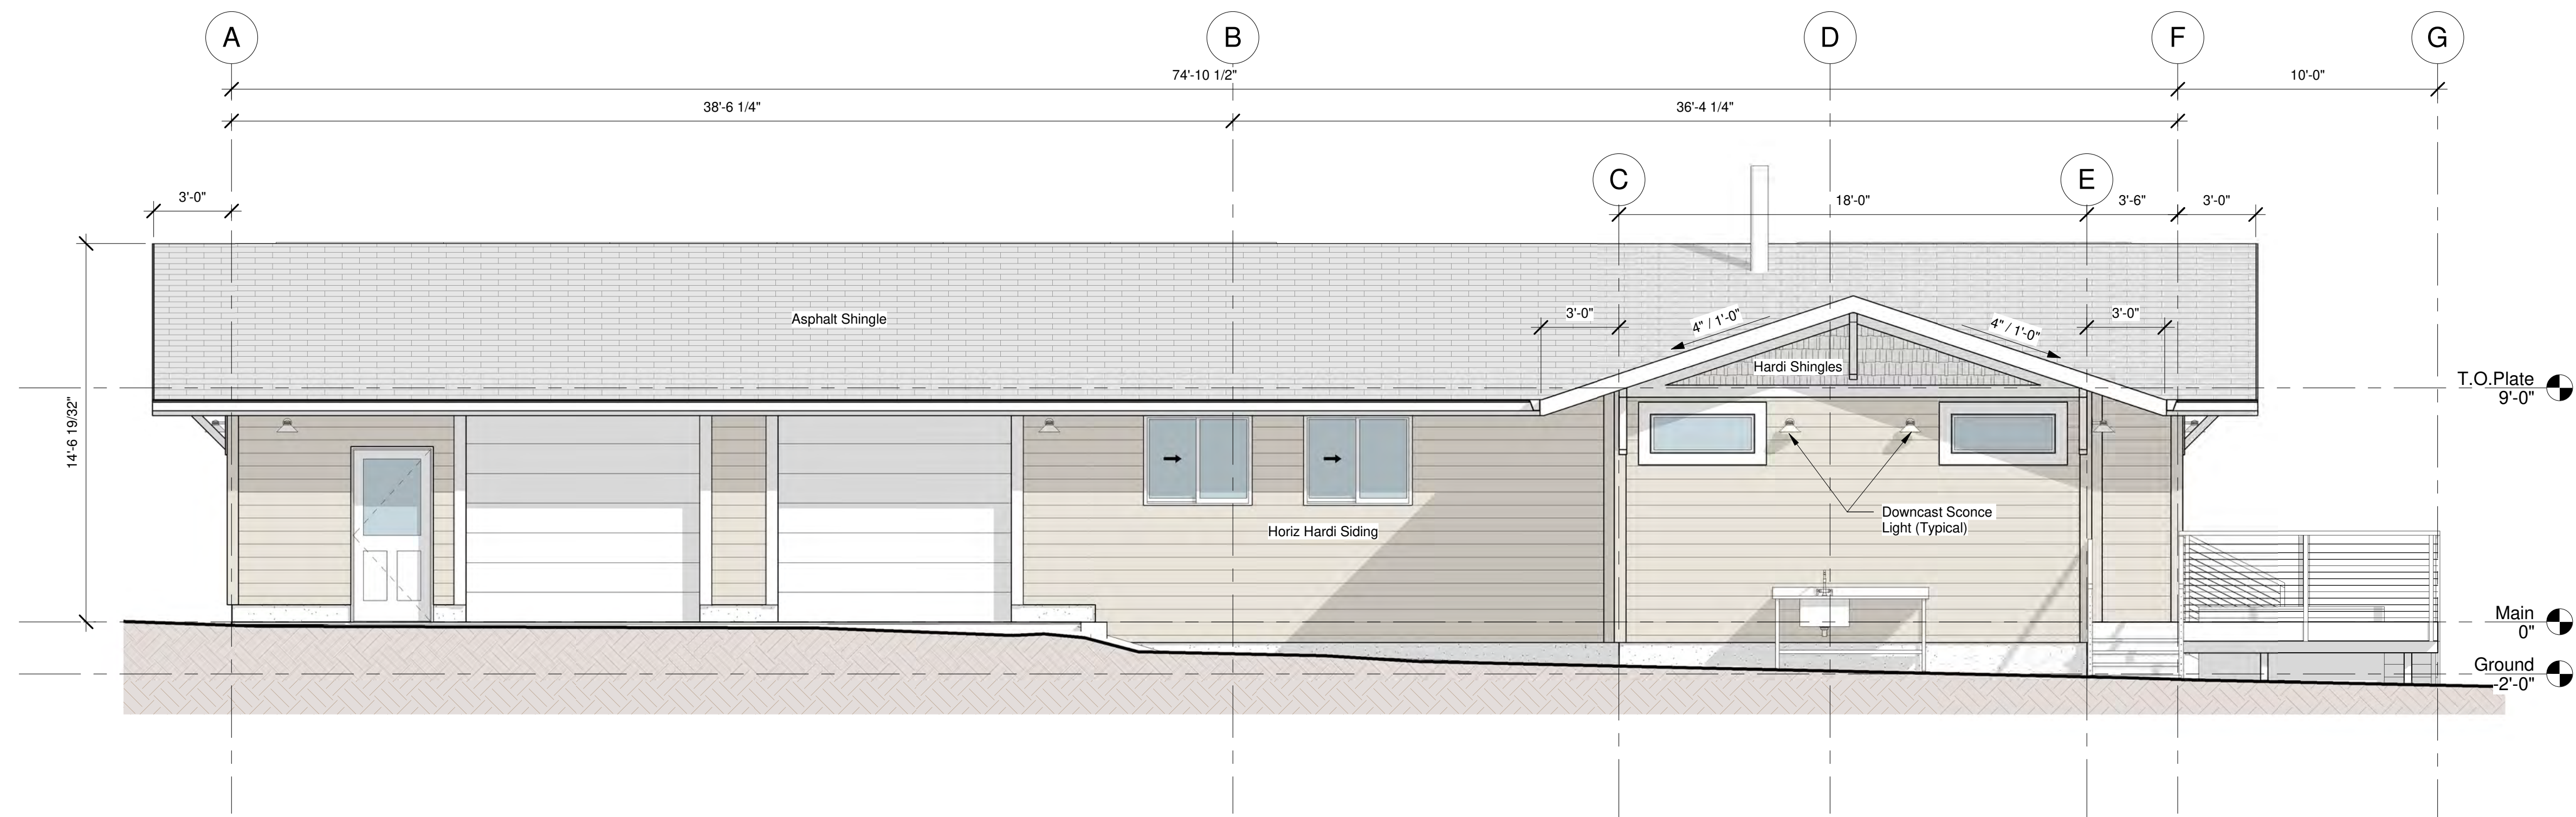 A
B
D
F
G
74'-10 1/2"
10'-0"
38'-6 1/4"
36'-4 1/4"
C
E
3'-0"
18'-0"
3'-6"
3'-0"
Asphalt Shingle
3'-0"
4" / 1'-0"
4" / 1'-0"
3'-0"
Hardi Shingles
T.O.Plate
9'-0"
14'-6 19/32"
Downcast Sconce
Light (Typical)
Horiz Hardi Siding
Main
0"
Ground
-2'-0"